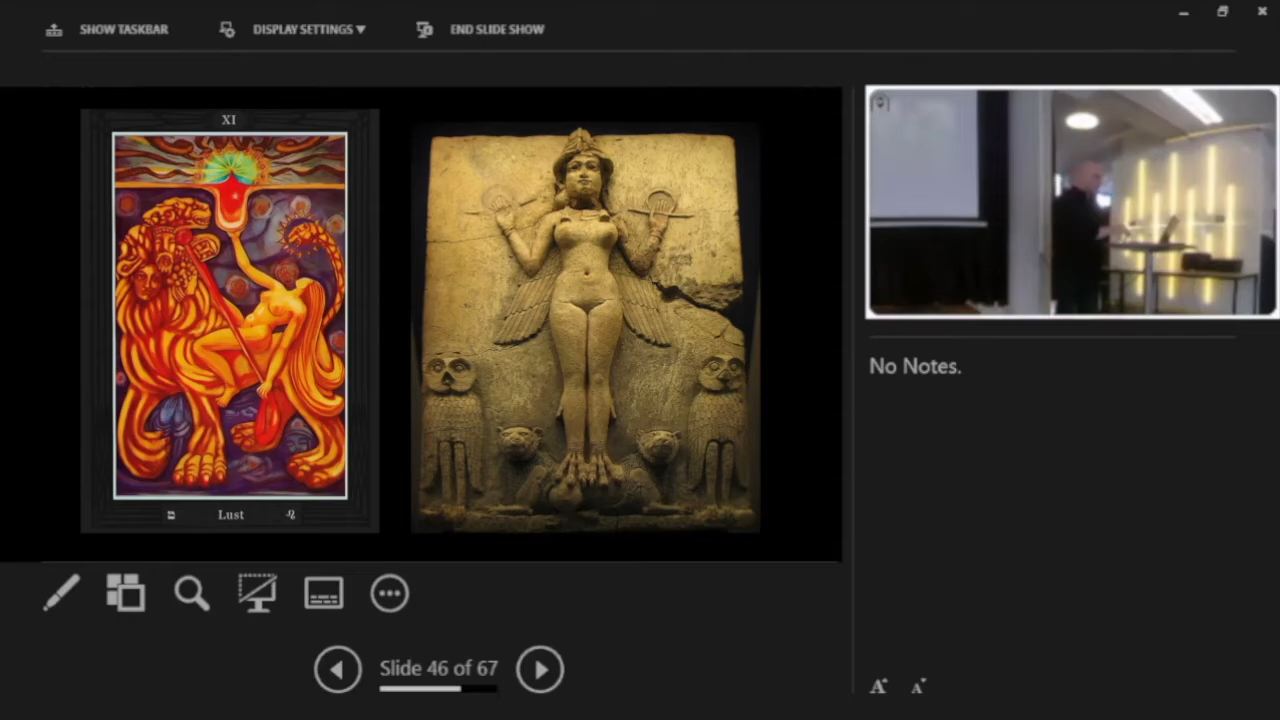 SHOW TASKBAR
DISPLAY SETTINGS ▼
END SLIDE SHOW
XI
Lust
No Notes.
Slide 46 of 67